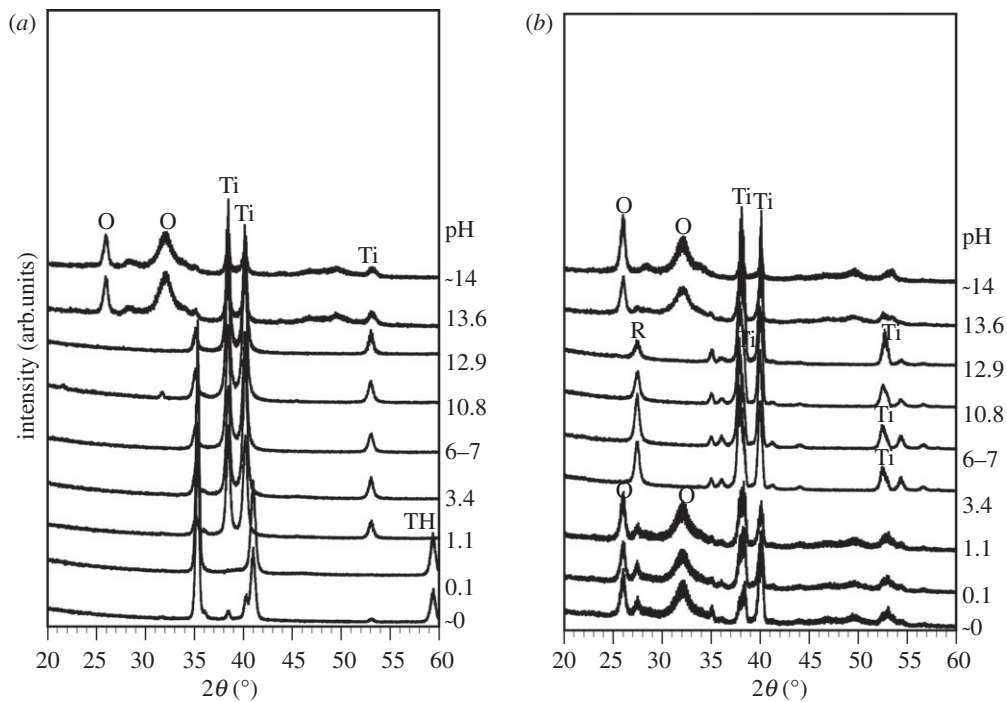 (a)
O
O
Ti
Ti
Ti
TH
pH
~14
13.6
12.9
10.8
6–7
3.4
1.1
0.1
~0
intensity (arb.units)
20 25 30 35 40 45 50 55 60
2θ (°)
(b)
O
O
Ti
Ti
R
Ti
Ti
Ti
Ti
O
O
pH
~14
13.6
12.9
10.8
6–7
3.4
1.1
0.1
~0
20 25 30 35 40 45 50 55 60
2θ (°)